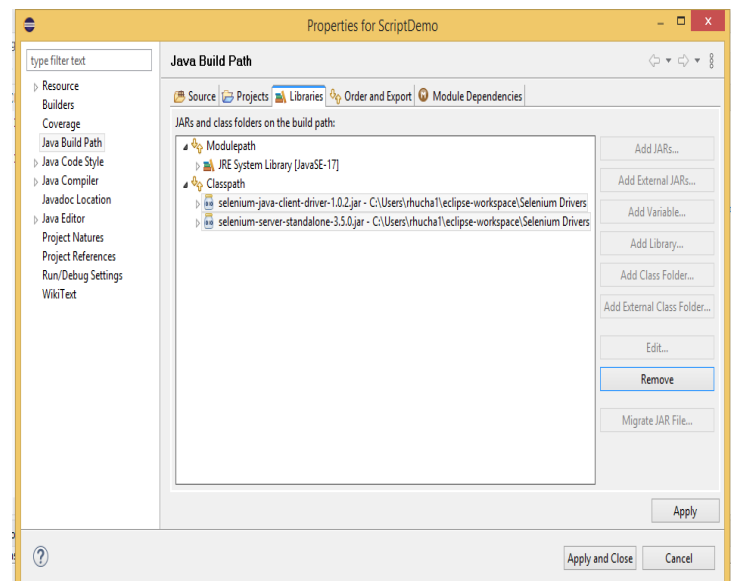 Properties for ScriptDemo
type filter text
Resource
Builders
Coverage
Java Build Path
Java Code Style
Java Compiler
Javadoc Location
Java Editor
Project Natures
Project References
Run/Debug Settings
WikiText
Java Build Path
Source Projects Libraries Order and Export Module Dependencies
JARs and class folders on the build path:
Modulepath
JRE System Library [JavaSE-17]
Classpath
selenium-java-client-driver-1.0.2.jar - C:\Users\rhucha1\eclipse-workspace\Selenium Drivers
selenium-server-standalone-3.5.0.jar - C:\Users\rhucha1\eclipse-workspace\Selenium Drivers
Add JARs...
Add External JARs...
Add Variable...
Add Library...
Add Class Folder...
Add External Class Folder...
Edit...
Remove
Migrate JAR File...
Apply
Apply and Close
Cancel